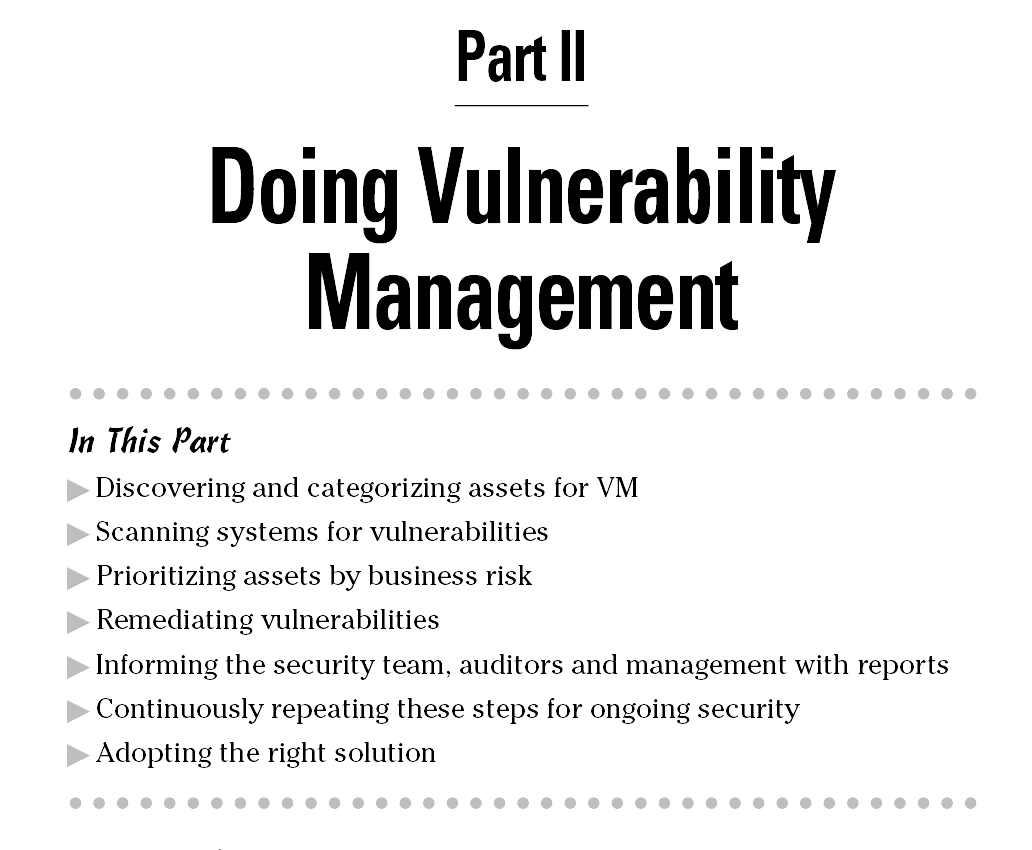 Part II
Doing Vulnerability
Management
In This Part
Discovering and categorizing assets for VM
Scanning systems for vulnerabilities
Prioritizing assets by business risk
Remediating vulnerabilities
Informing the security team, auditors and management with reports
Continuously repeating these steps for ongoing security
Adopting the right solution